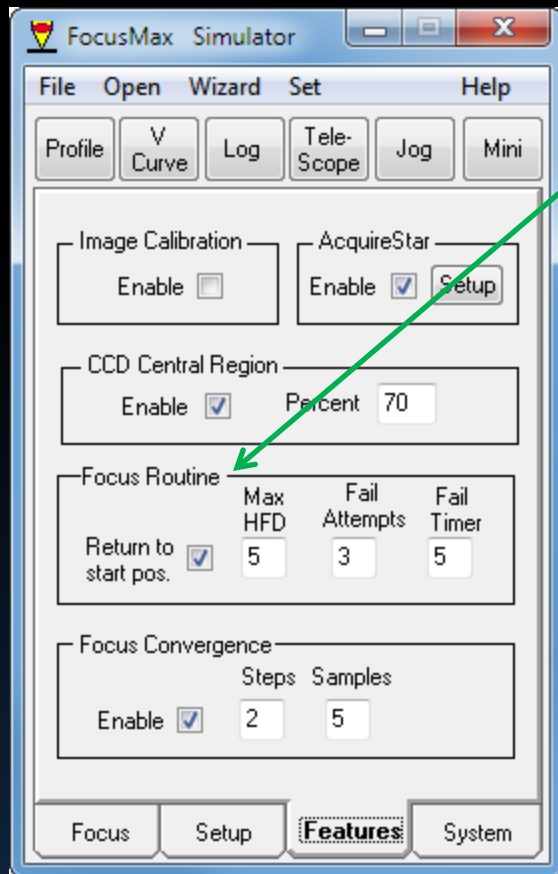 FocusMax Simulator
File Open Wizard Set Help
Profile V Curve Log Tele-Scope Jog Mini
Image Calibration AcquireStar
Enable Enable Setup
CCD Central Region
Enable Percent 70
Focus Routine
Max HFD Fail Attempts Fail Timer
Return to start pos. 5 3 5
Focus Convergence
Steps Samples
Enable 2 5
Focus Setup Features System